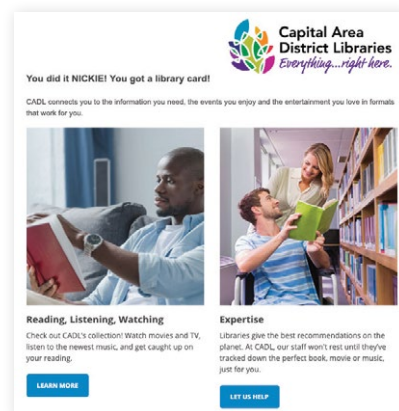 Capital Area
District Libraries
Everything...right here.
You did it NICKIE! You got a library card!
CADL connects you to the information you need, the events you enjoy and the entertainment you love in formats
that work for you.
Reading, Listening, Watching
Check out CADL's collection! Watch movies and TV,
listen to the newest music, and get caught up on
your reading.
LEARN MORE
Expertise
Libraries give the best recommendations on the
planet. At CADL, our staff won't rest until they've
tracked down the perfect book, movie or music,
just for you.
LET US HELP